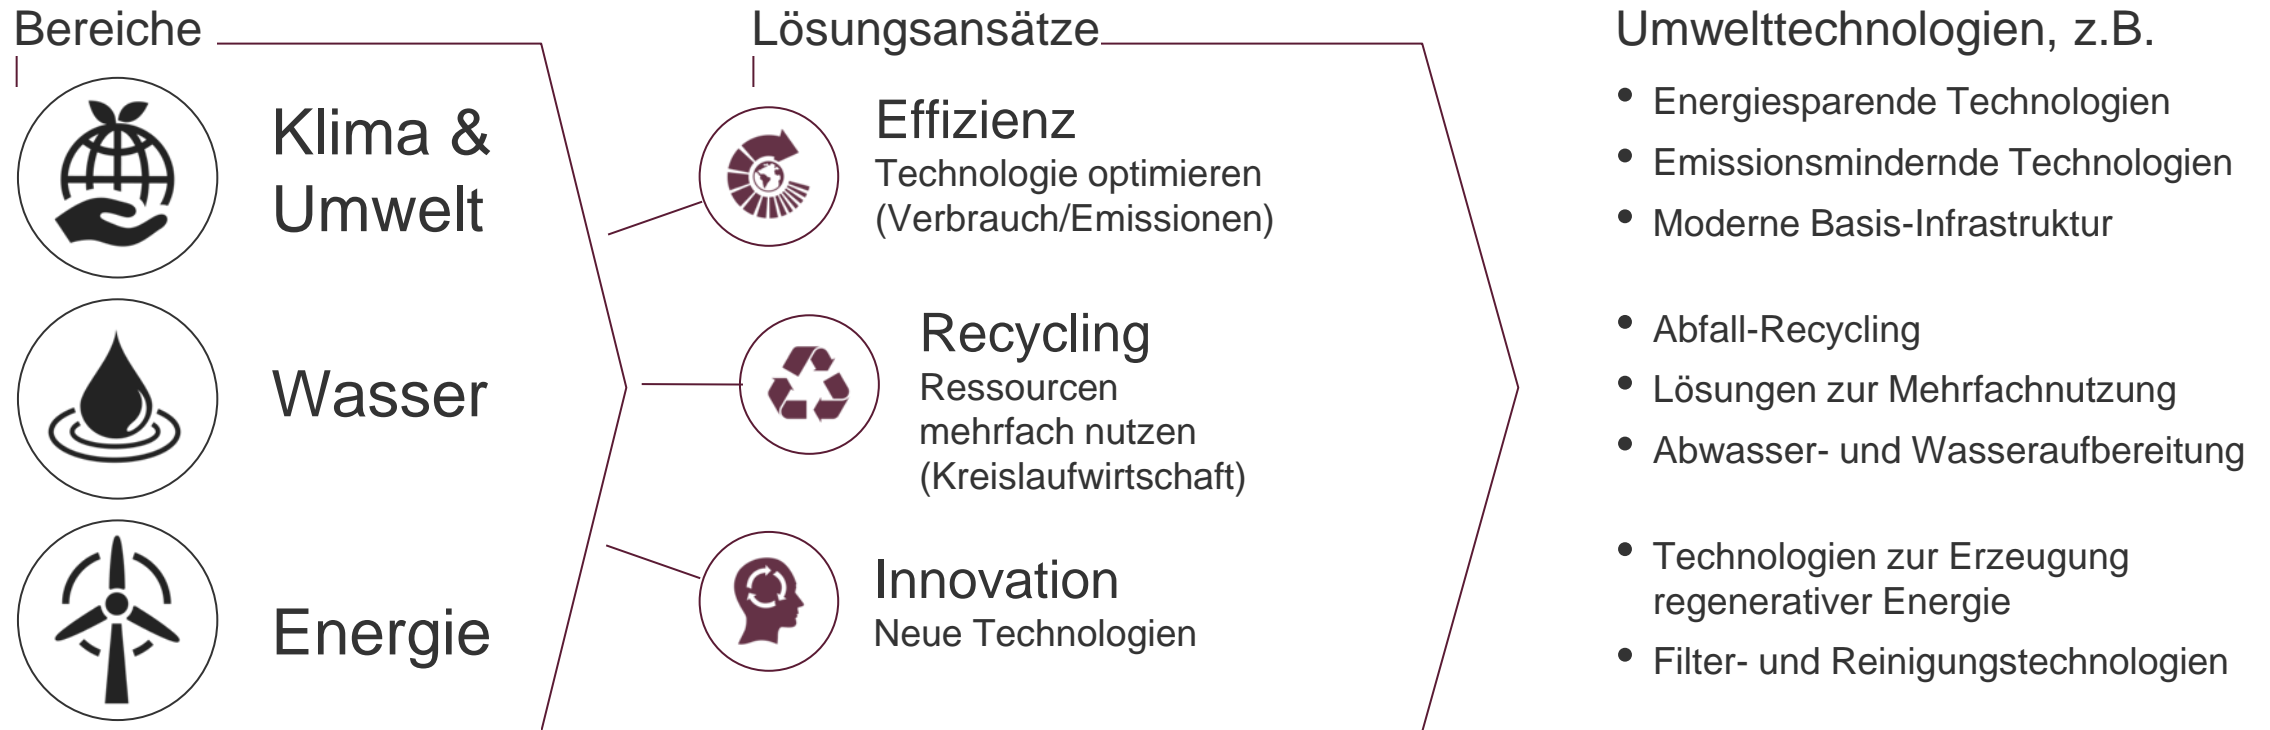 Bereiche
Klima &
Umwelt
Wasser
Energie
Lösungsansätze
Effizienz
Technologie optimieren
(Verbrauch/Emissionen)
Recycling
Ressourcen
mehrfach nutzen
(Kreislaufwirtschaft)
Innovation
Neue Technologien
Umwelttechnologien, z.B.
• Energiesparende Technologien
• Emissionsmindernde Technologien
• Moderne Basis-Infrastruktur
• Abfall-Recycling
• Lösungen zur Mehrfachnutzung
• Abwasser- und Wasseraufbereitung
• Technologien zur Erzeugung
regenerativer Energie
• Filter- und Reinigungstechnologien